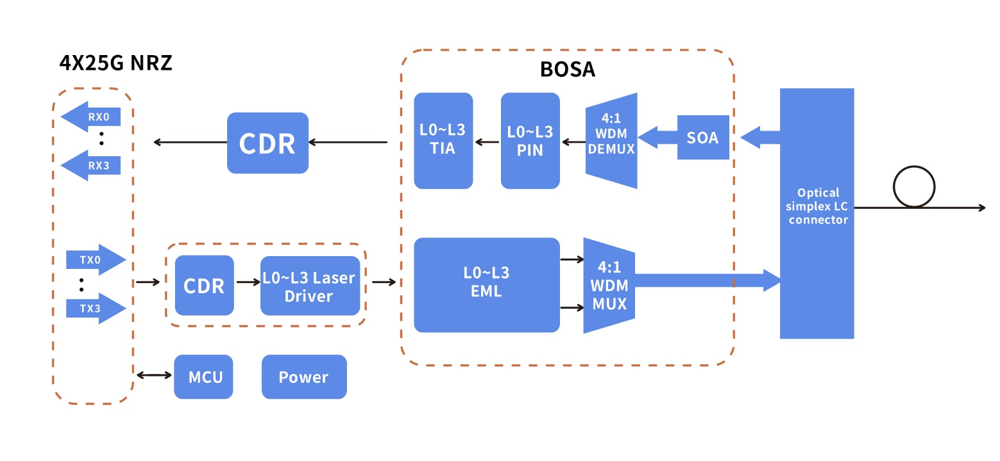 4X25G NRZ
BOSA
RX0
RX3
CDR
L0~L3
TIA
L0~L3
PIN
4:1
WDM
DEMUX
SOA
Optical
simplex LC
connector
TX0
TX3
CDR
L0~L3 Laser
Driver
L0~L3
EML
4:1
WDM
MUX
MCU
Power